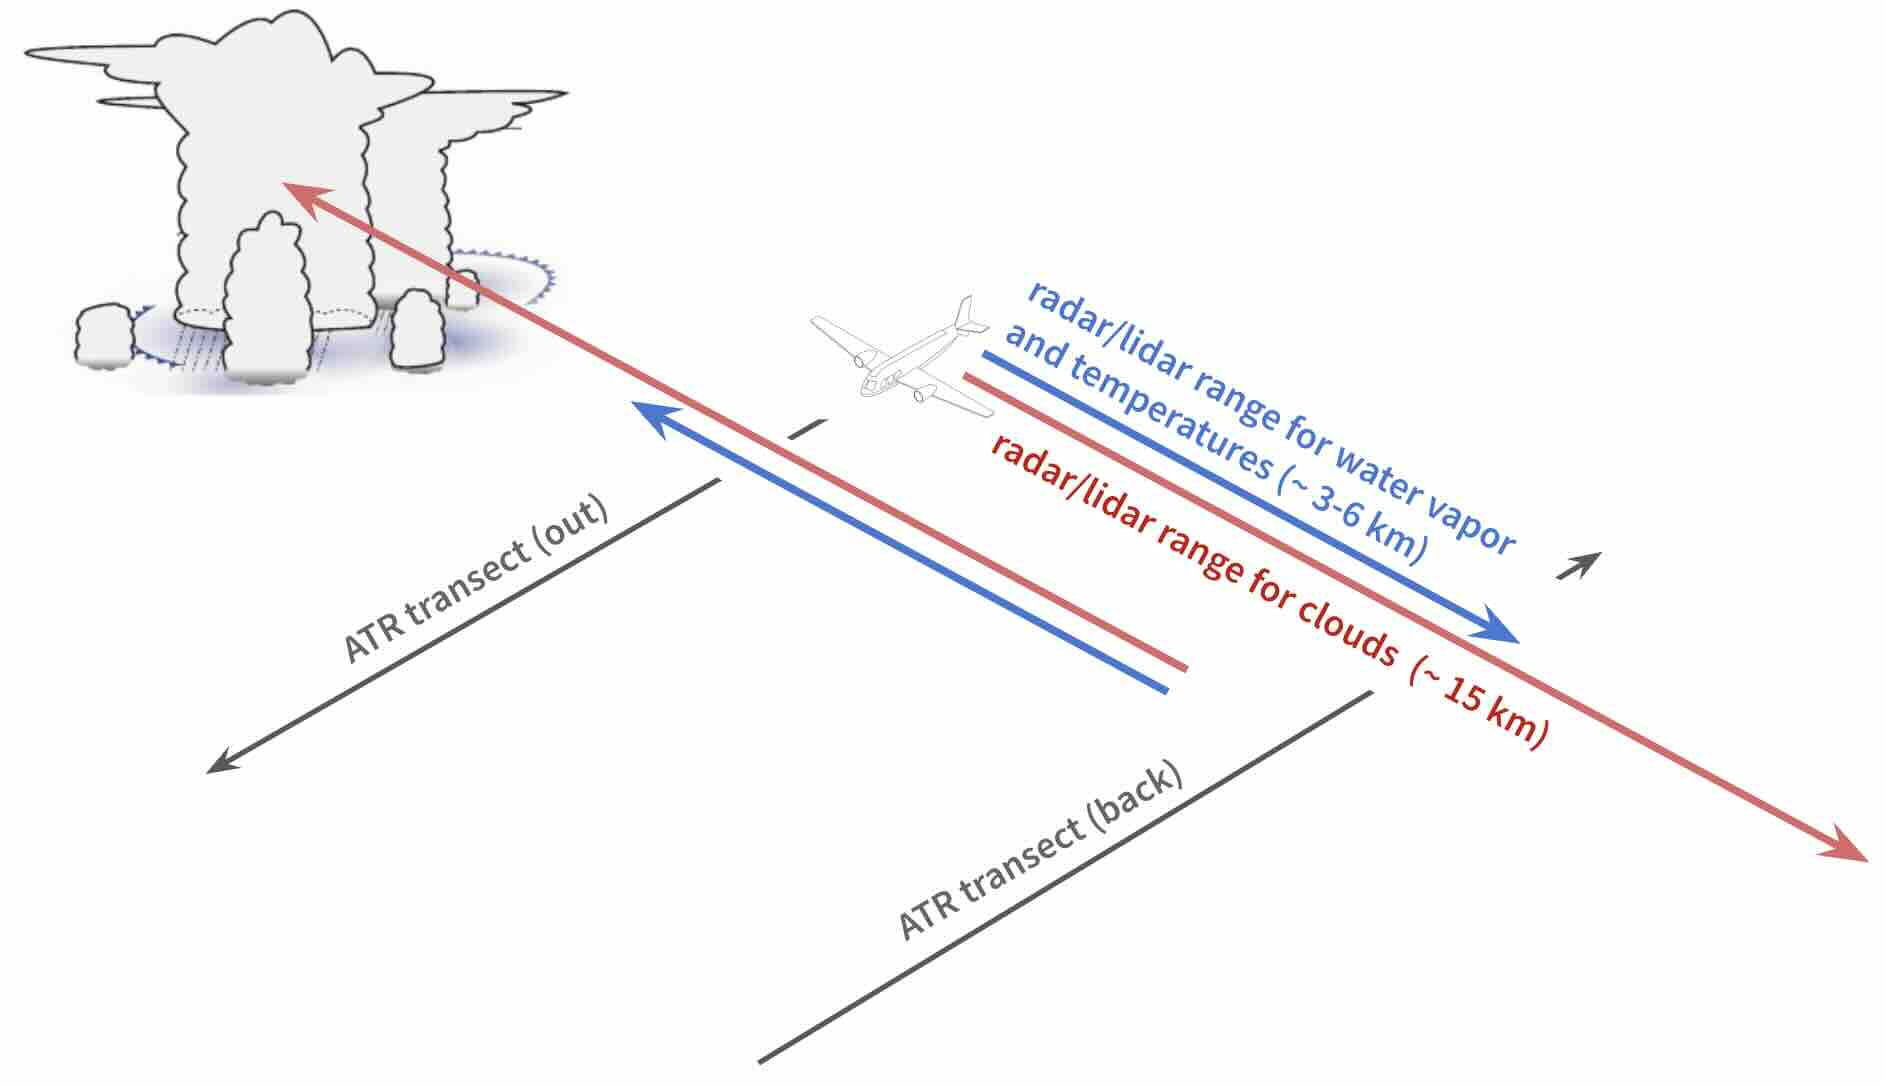 radar/lidar range for water vapor
and temperatures (~ 3-6 km)
radar/lidar range for clouds (~ 15 km)
ATR transect (out)
ATR transect (back)